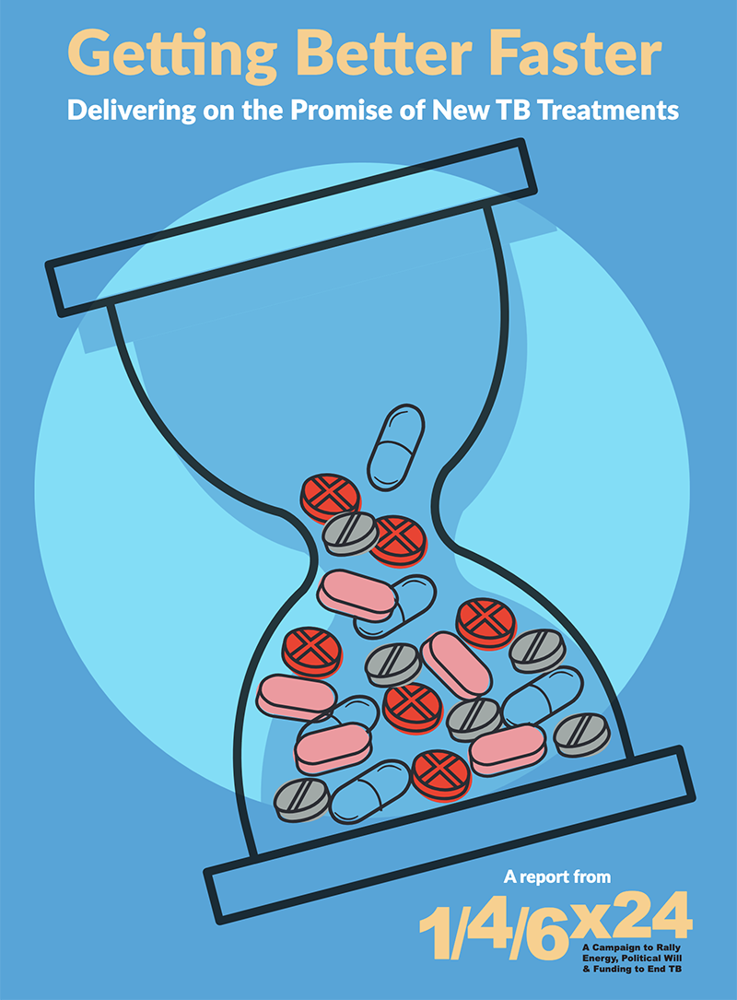 Getting Better Faster
Delivering on the Promise of New TB Treatments
A report from
1/4/6x24
A Campaign to Rally
Energy, Political Will
& Funding to End TB